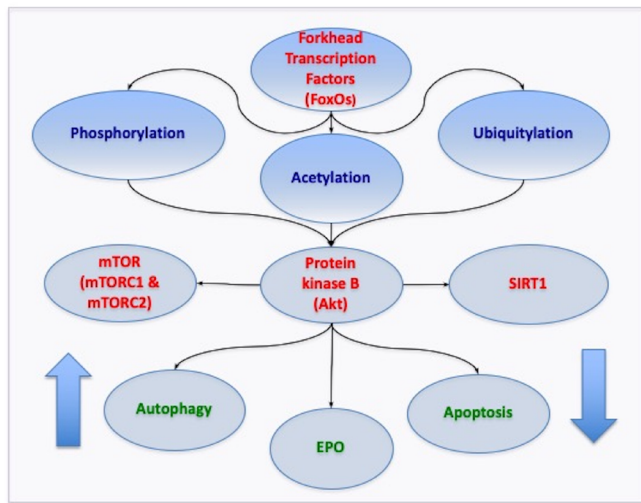 Forkhead
Transcription
Factors
(FoxOs)
Phosphorylation
Ubiquitylation
Acetylation
mTOR
(mTORC1 &
mTORC2)
Protein
kinase B
(Akt)
SIRT1
Autophagy
EPO
Apoptosis